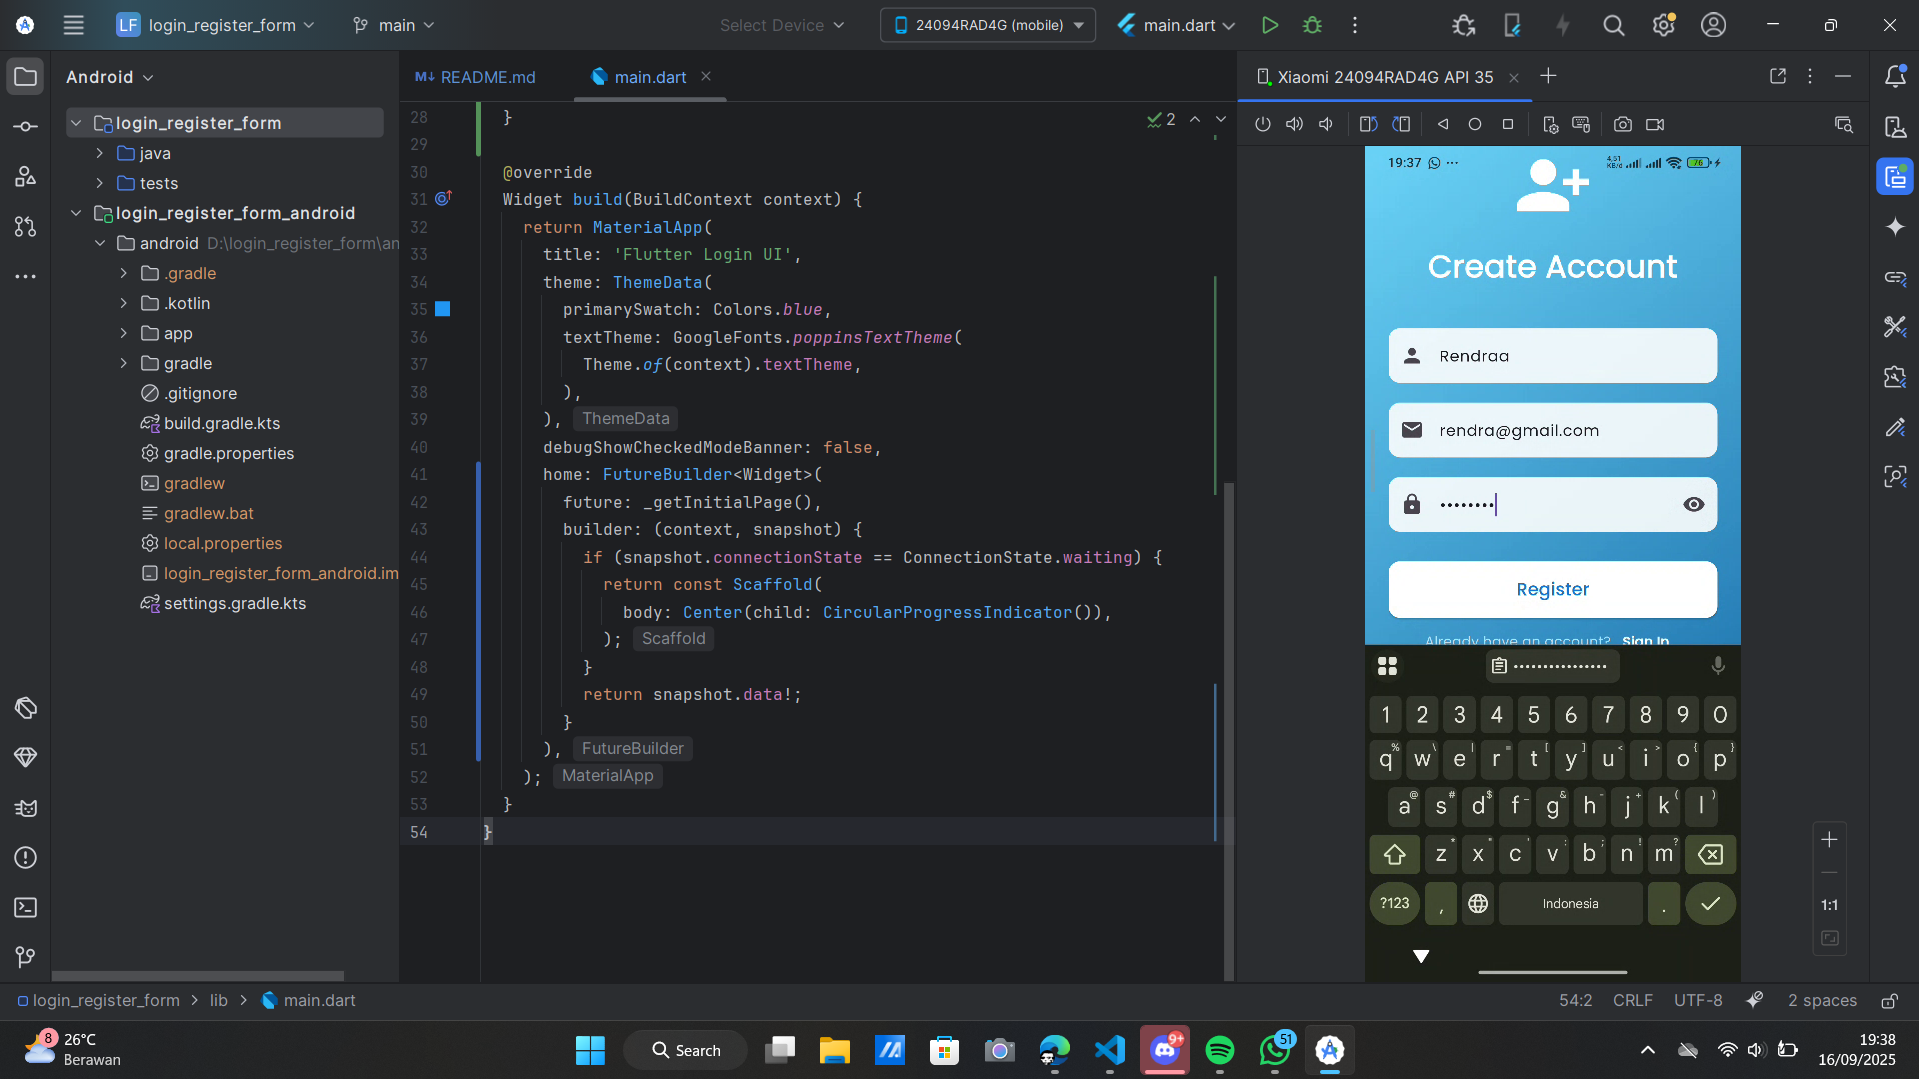 LF login_register_form
main
Select Device
24094RAD4G (mobile)
main.dart
Android
login_register_form
java
tests
login_register_form_android
android D:\login_register_form\an
.gradle
.kotlin
app
gradle
.gitignore
build.gradle.kts
gradle.properties
gradlew
gradlew.bat
local.properties
login_register_form_android.im
settings.gradle.kts
README.md
main.dart
2
28 }
29
30 @override
31 Widget build(BuildContext context) {
32 return MaterialApp(
33 title: 'Flutter Login UI',
34 theme: ThemeData(
35 primarySwatch: Colors.blue,
36 textTheme: GoogleFonts.poppinsTextTheme(
37 Theme.of(context).textTheme,
38 ),
39 ), ThemeData
40 debugShowCheckedModeBanner: false,
41 home: FutureBuilder<Widget>(
42 future: _getInitialPage(),
43 builder: (context, snapshot) {
44 if (snapshot.connectionState == ConnectionState.waiting) {
45 return const Scaffold(
46 body: Center(child: CircularProgressIndicator()),
47 ); Scaffold
48 }
49 return snapshot.data!;
50 }
51 ), FutureBuilder
52 ); MaterialApp
53 }
54 }
Xiaomi 24094RAD4G API 35
19:37
4,51 KB/d
76
Create Account
Rendraa
rendra@gmail.com
••••••••
Register
Already have an account? Sign In
••••••••••••••••
1 2 3 4 5 6 7 8 9 0
q w e r t y u i o p
a s d f g h j k l
z x c v b n m
?123 , Indonesia .
1:1
login_register_form > lib > main.dart
54:2 CRLF UTF-8 2 spaces
8
26°C
Berawan
Search
9+
51
19:38
16/09/2025